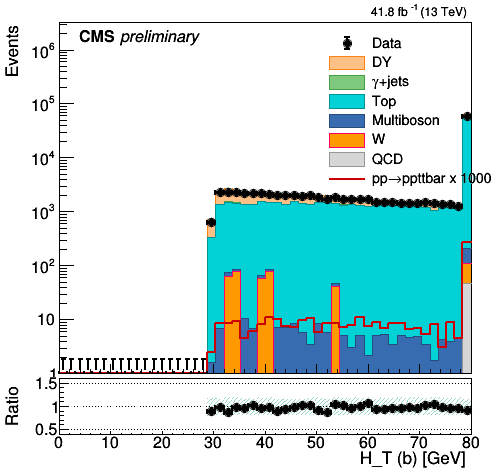 41.8 fb⁻¹ (13 TeV)
CMS preliminary
Events
10⁶
10⁵
10⁴
10³
10²
10
1
Data
DY
γ+jets
Top
Multiboson
W
QCD
pp→ppttbar x 1000
Ratio
1.5
1
0.5
0 10 20 30 40 50 60 70 80
H_T (b) [GeV]